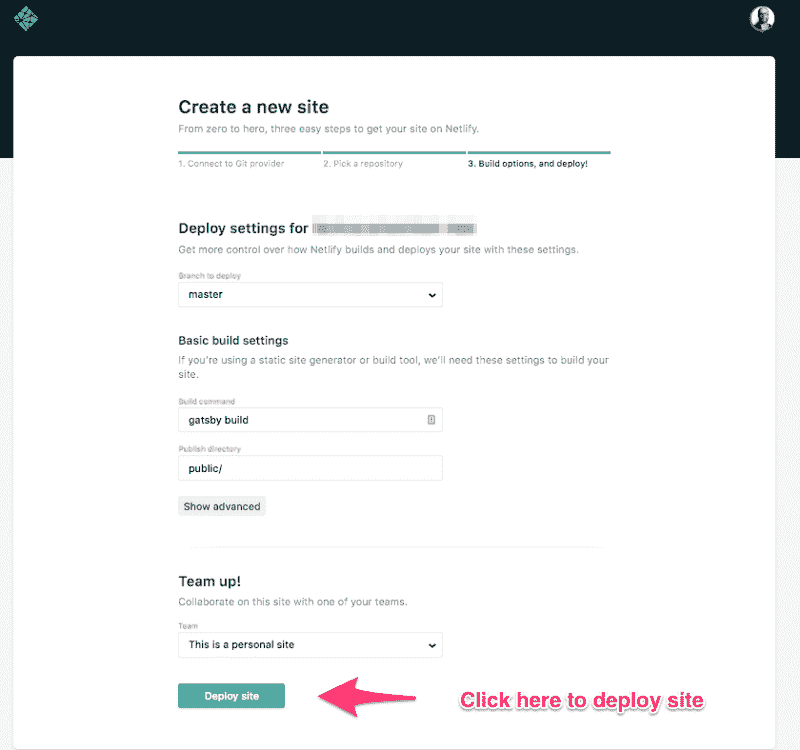 Create a new site
From zero to hero, three easy steps to get your site on Netlify.
1. Connect to Git provider
2. Pick a repository
3. Build options, and deploy!
Deploy settings for
Get more control over how Netlify builds and deploys your site with these settings.
Branch to deploy
master
Basic build settings
If you're using a static site generator or build tool, we'll need these settings to build your
site.
Build command
gatsby build
Publish directory
public/
Show advanced
Team up!
Collaborate on this site with one of your teams.
Team
This is a personal site
Deploy site
Click here to deploy site